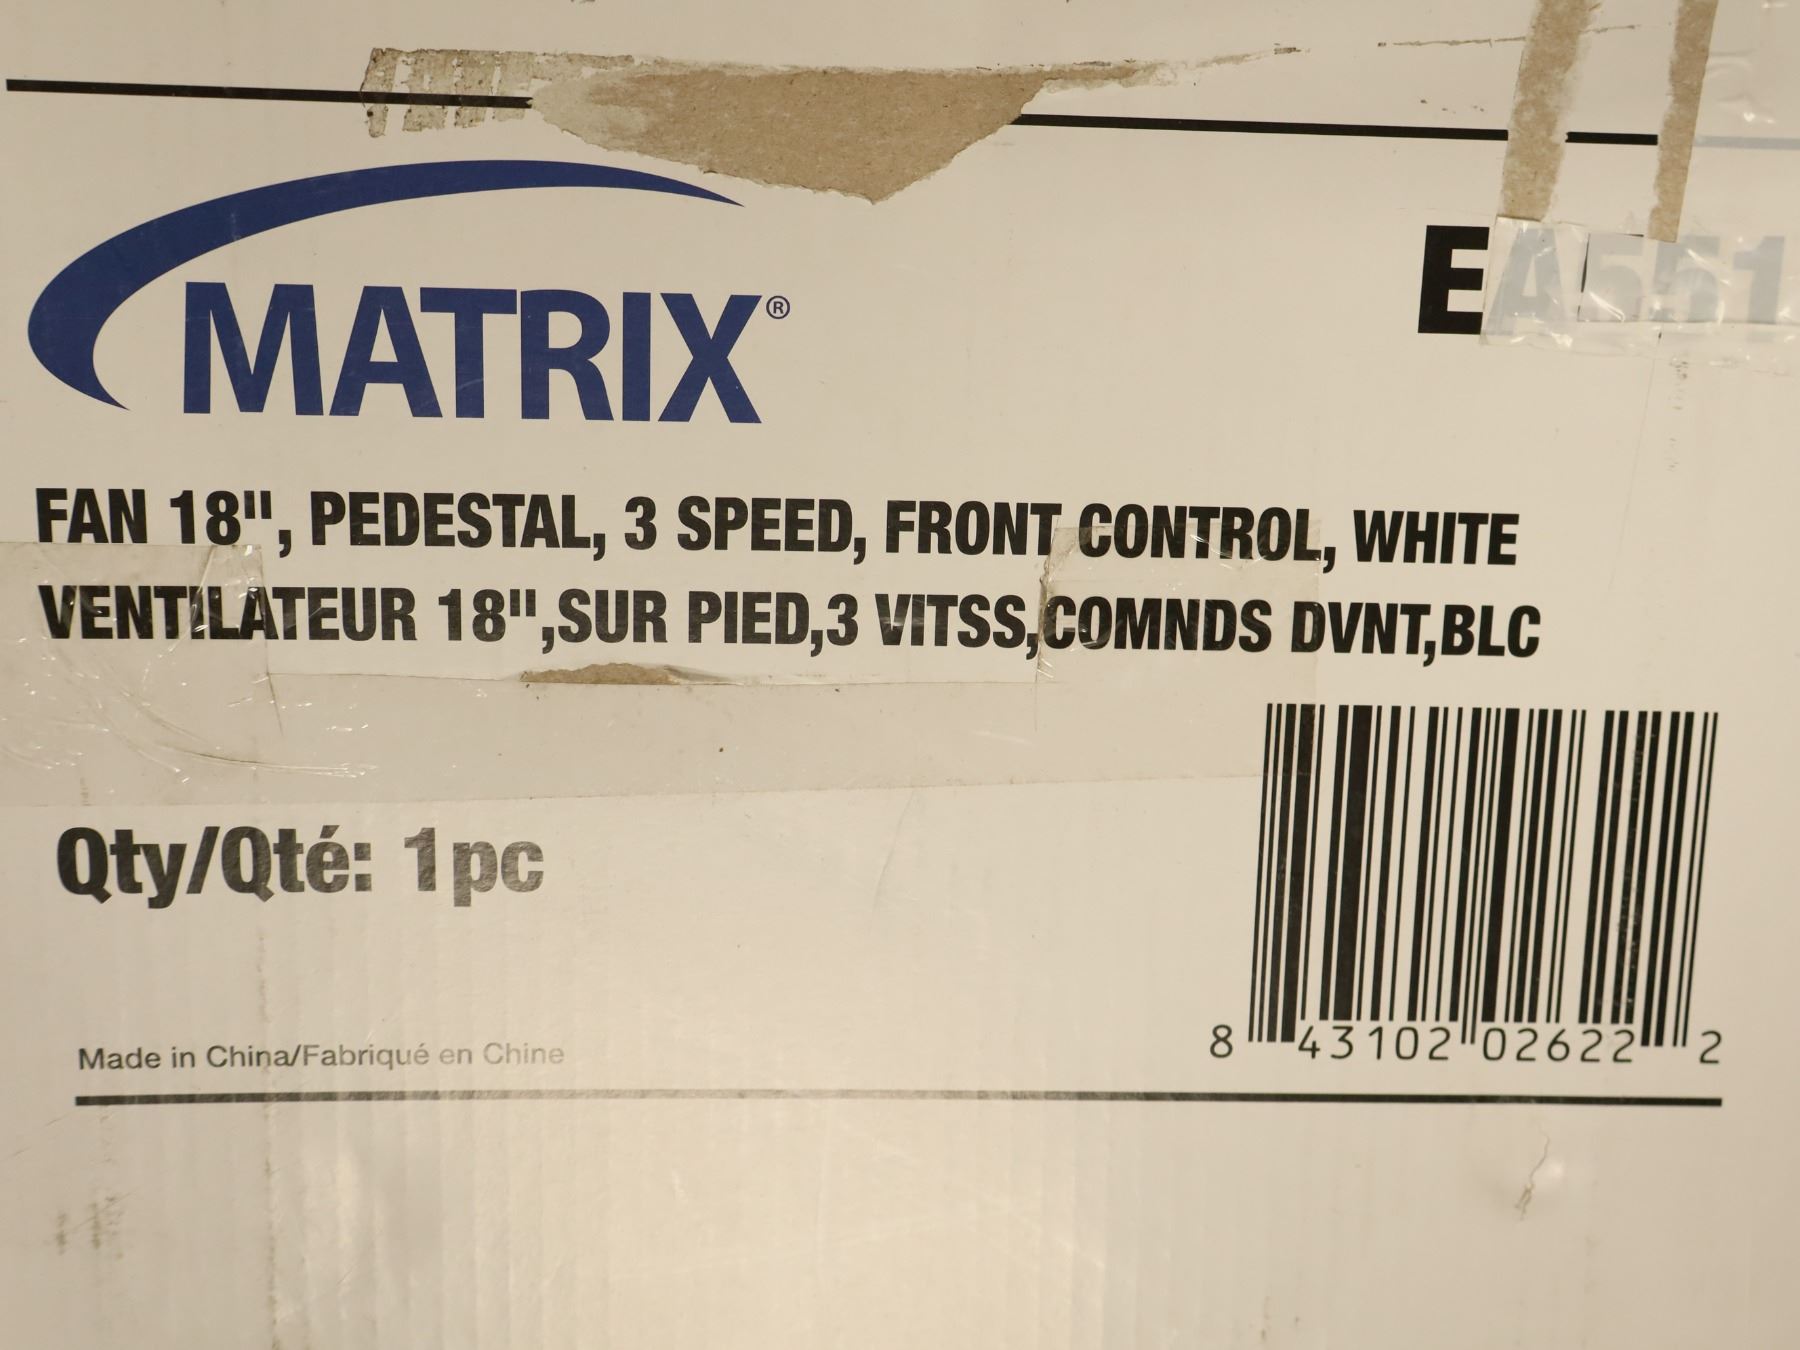 MATRIX®
EA551
FAN 18", PEDESTAL, 3 SPEED, FRONT CONTROL, WHITE
VENTILATEUR 18",SUR PIED,3 VITSS,COMNDS DVNT,BLC
Qty/Qté: 1pc
Made in China/Fabriqué en Chine
8 43102 02622 2